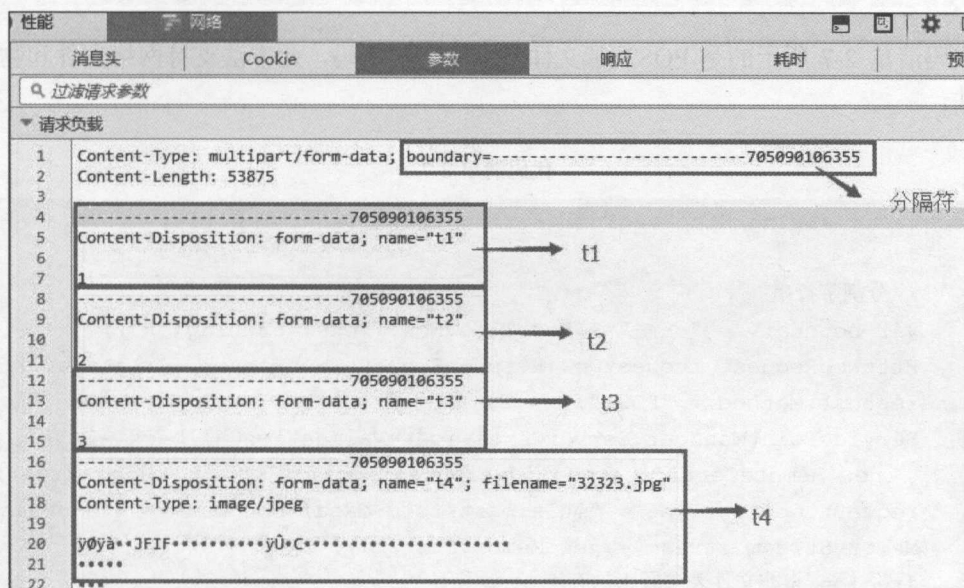 性能
网络
消息头 Cookie 参数 响应 耗时 预
过滤请求参数
请求负载
1 Content-Type: multipart/form-data; boundary=---------------------------705090106355
2 Content-Length: 53875
3
分隔符
4 -----------------------------705090106355
5 Content-Disposition: form-data; name="t1"
t1
6
7 1
8 -----------------------------705090106355
9 Content-Disposition: form-data; name="t2"
t2
10
11 2
12 -----------------------------705090106355
13 Content-Disposition: form-data; name="t3"
t3
14
15 3
16 -----------------------------705090106355
17 Content-Disposition: form-data; name="t4"; filename="32323.jpg"
18 Content-Type: image/jpeg
t4
19
20 ÿØÿà••JFIF••••••••••ÿÛ•C••••••••••••••••••••••
21 •••••
22 •••